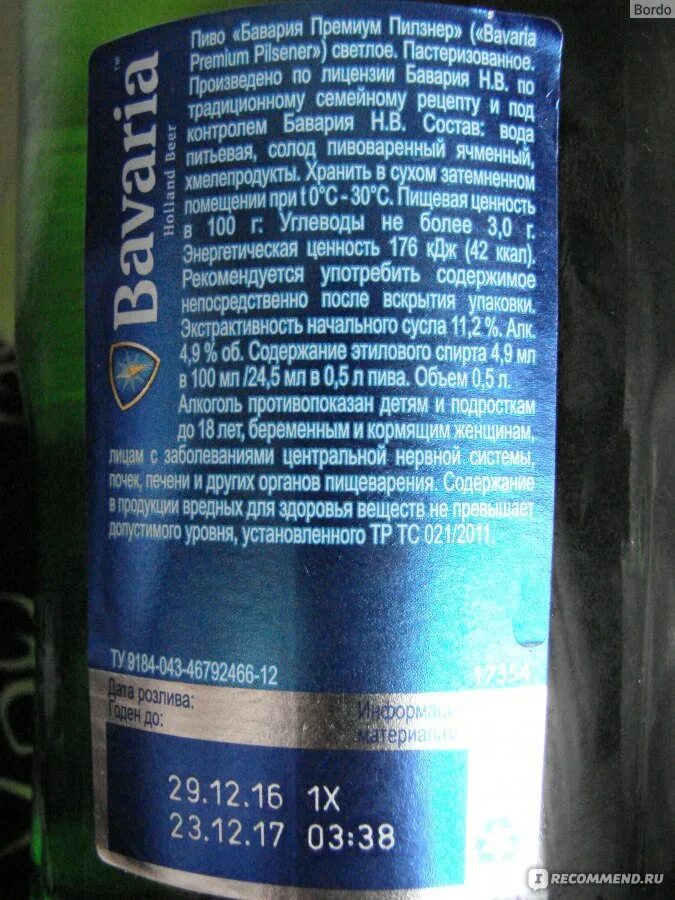 Bordo
Bavaria™
Holland Beer
Пиво «Бавария Премиум Пилзнер» («Bavaria
Premium Pilsener») светлое. Пастеризованное.
Произведено по лицензии Бавария Н.В. по
традиционному семейному рецепту и под
контролем Бавария Н.В. Состав: вода
питьевая, солод пивоваренный ячменный,
хмелепродукты. Хранить в сухом затемненном
помещении при t 0°С - 30°С. Пищевая ценность
в 100 г: Углеводы не более 3,0 г.
Энергетическая ценность 176 кДж (42 ккал).
Рекомендуется употребить содержимое
непосредственно после вскрытия упаковки.
Экстрактивность начального сусла 11,2 %. Алк.
4,9 % об. Содержание этилового спирта 4,9 мл
в 100 мл /24,5 мл в 0,5 л пива. Объем 0,5 л.
Алкоголь противопоказан детям и подросткам
до 18 лет, беременным и кормящим женщинам,
лицам с заболеваниями центральной нервной системы,
почек, печени и других органов пищеварения. Содержание
в продукции вредных для здоровья веществ не превышает
допустимого уровня, установленного ТР ТС 021/2011.
ТУ 9184-043-46792466-12
17354
Дата розлива:
Годен до:
29.12.16 1X
23.12.17 03:38
IRECOMMEND.RU